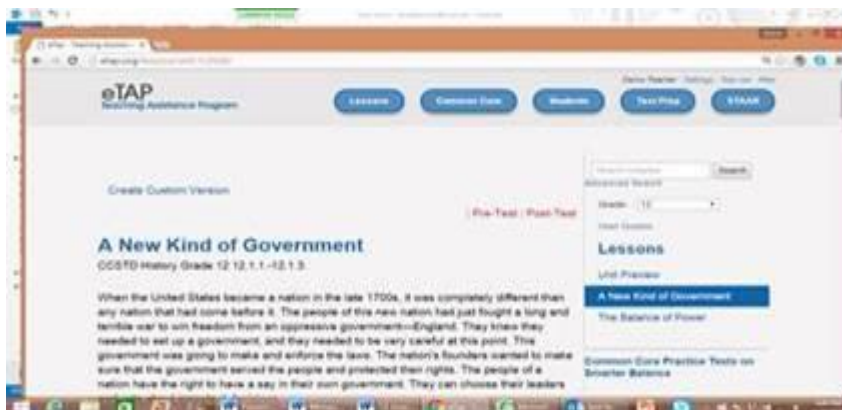 eTAP
Teaching Assistance Program
Lessons
Common Core
Students
Test Prep
STAAR
Create Custom Version
Search
Advanced Search
Grade: 12
| Pre-Test | Post-Test
A New Kind of Government
CCSTD History Grade 12 12.1.1.-12.1.3.
Lessons
Unit Preview
A New Kind of Government
The Balance of Power
When the United States became a nation in the late 1700s, it was completely different than
any nation that had come before it. The people of this new nation had just fought a long and
terrible war to win freedom from an oppressive government—England. They knew they
needed to set up a government, and they needed to be very careful at this point. This
government was going to make and enforce the laws. The nation's founders wanted to make
sure that the government served the people and protected their rights. The people of a
nation have the right to have a say in their own government. They can choose their leaders
Common Core Practice Tests on
Smarter Balance